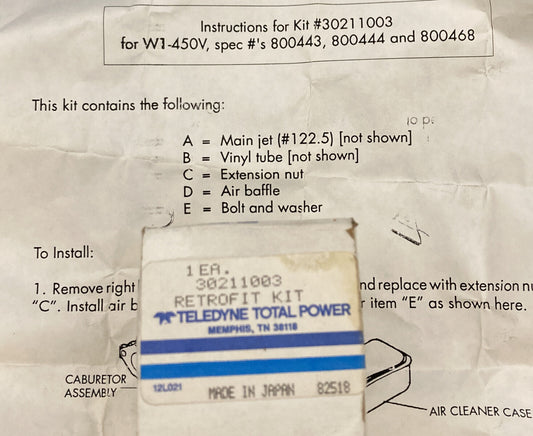 Instructions for Kit #30211003
for W1-450V, spec #'s 800443, 800444 and 800468
This kit contains the following:
A = Main jet (#122.5) [not shown]
B = Vinyl tube [not shown]
C = Extension nut
D = Air baffle
E = Bolt and washer
To Install:
1. Remove right
nd replace with extension nu
"C". Install air b
r item "E" as shown here.
1 EA.
30211003
RETROFIT KIT
TELEDYNE TOTAL POWER
MEMPHIS, TN 38118
12L021
MADE IN JAPAN 82518
CABURETOR
ASSEMBLY
AIR CLEANER CASE